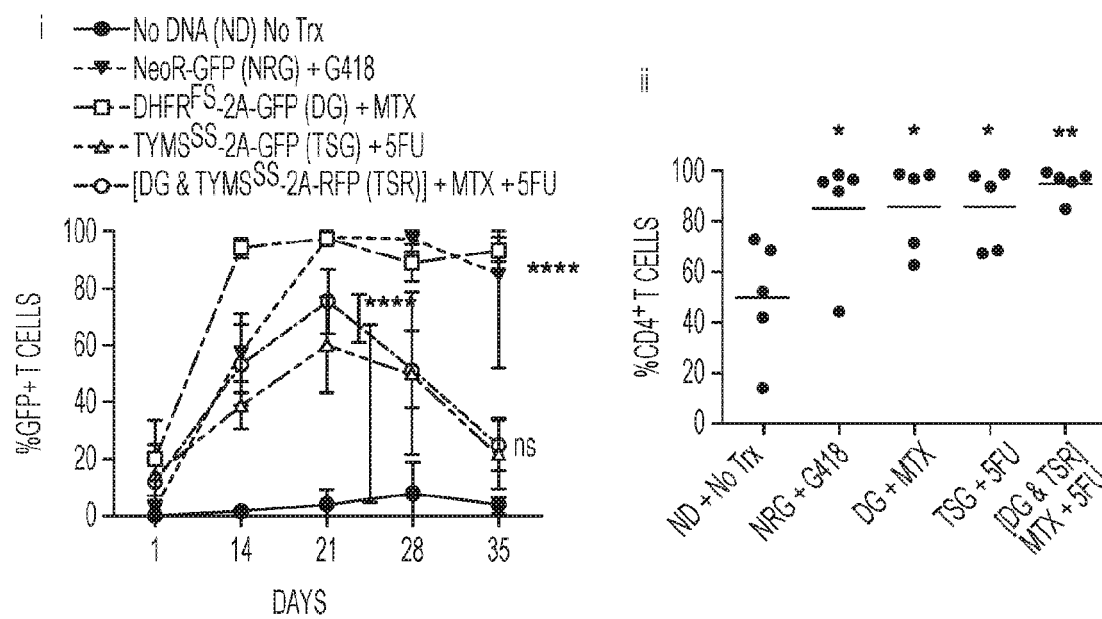 i
No DNA (ND) No Trx
NeoR-GFP (NRG) + G418
DHFR^FS-2A-GFP (DG) + MTX
TYMS^SS-2A-GFP (TSG) + 5FU
[DG & TYMS^SS-2A-RFP (TSR)] + MTX + 5FU
%GFP+ T CELLS
100
80
60
40
20
0
1
14
21
28
35
DAYS
****
****
ns
ii
%CD4+ T CELLS
100
80
60
40
20
0
*
*
*
**
ND + No Trx
NRG + G418
DG + MTX
TSG + 5FU
[DG & TSR]
MTX + 5FU